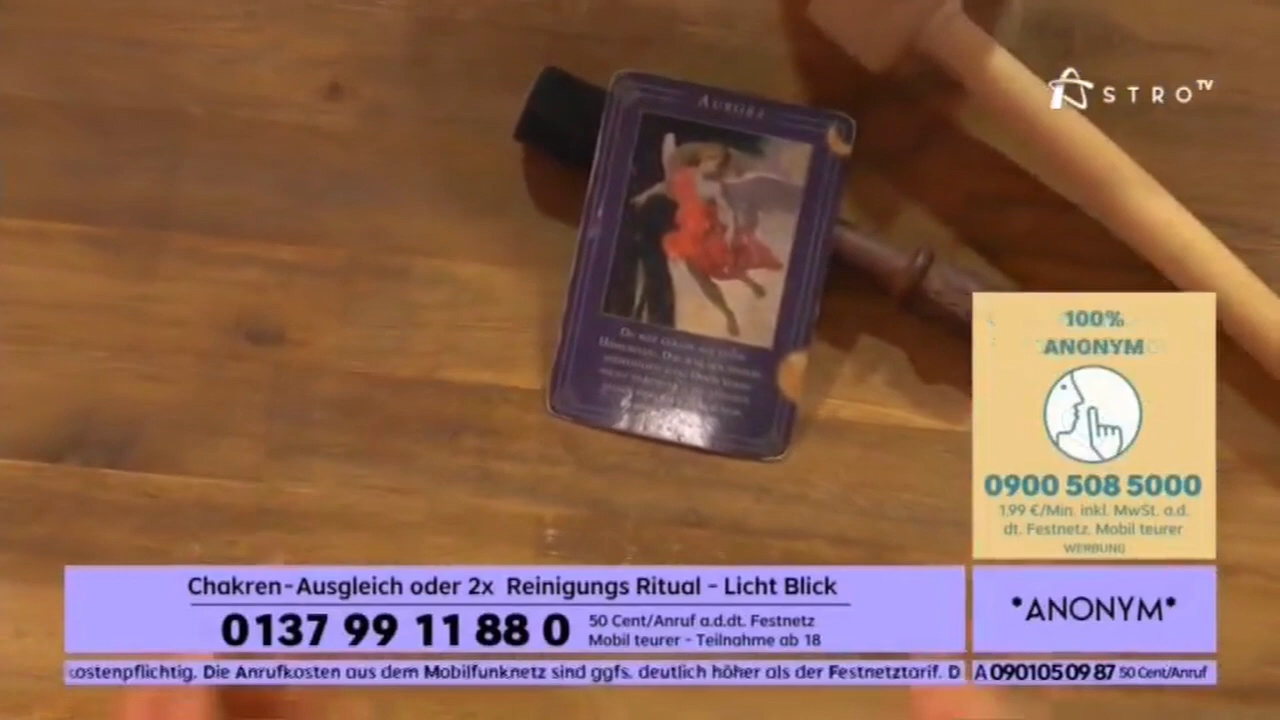 ASTRO TV
AURORA
100%
ANONYM
0900 508 5000
1,99 €/Min. inkl. MwSt. a.d.
dt. Festnetz. Mobil teurer
WERBUNG
Chakren-Ausgleich oder 2x Reinigungs Ritual - Licht Blick
0137 99 11 88 0
50 Cent/Anruf a.d.dt. Festnetz
Mobil teurer - Teilnahme ab 18
*ANONYM*
kostenpflichtig. Die Anrufkosten aus dem Mobilfunknetz sind ggfs. deutlich höher als der Festnetztarif. D
A 0901050987 50 Cent/Anruf